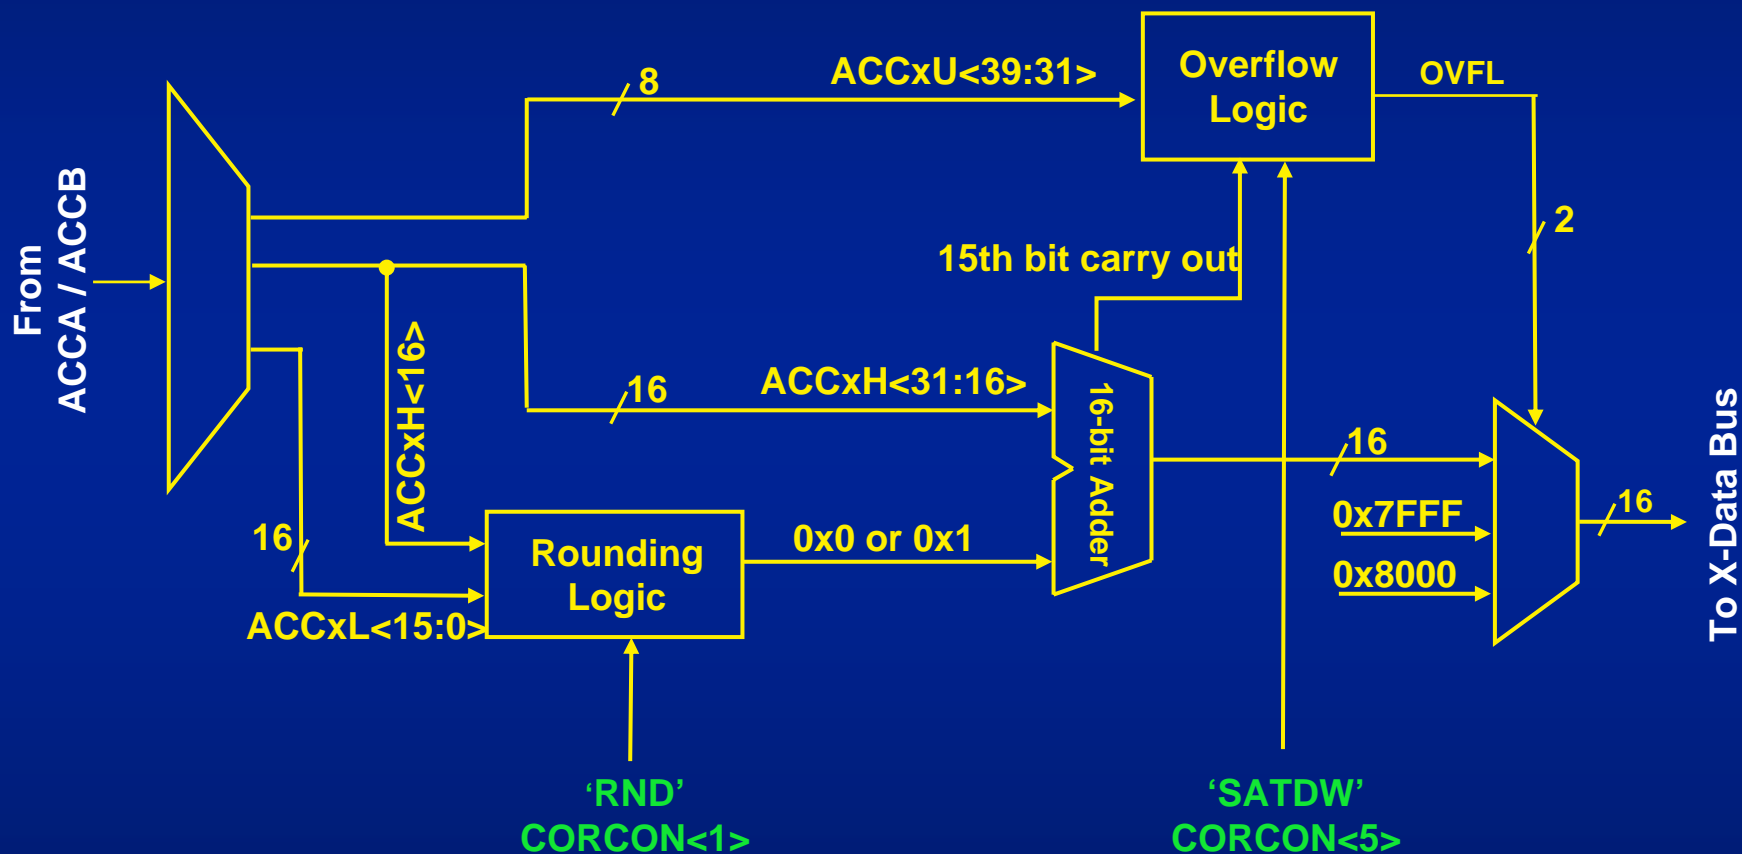 Overflow
Logic
OVFL
8
ACCxU<39:31>
From
ACCA / ACCB
2
15th bit carry out
ACCxH<16>
16
ACCxH<31:16>
16-bit Adder
16
0x7FFF
0x8000
16
To X-Data Bus
16
Rounding
Logic
0x0 or 0x1
ACCxL<15:0>
‘RND’
CORCON<1>
‘SATDW’
CORCON<5>